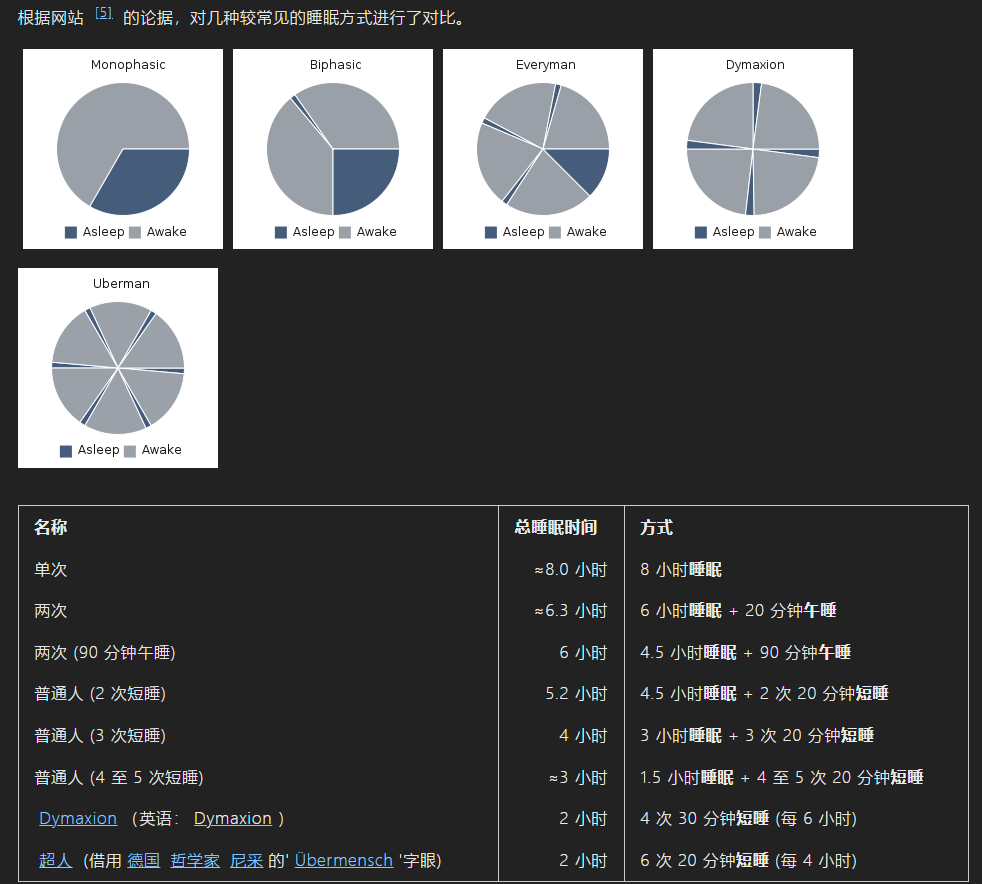 根据网站 [5] 的论据，对几种较常见的睡眠方式进行了对比。
Monophasic
Asleep Awake
Biphasic
Asleep Awake
Everyman
Asleep Awake
Dymaxion
Asleep Awake
Uberman
Asleep Awake
名称 总睡眠时间 方式
单次 ≈8.0 小时 8 小时睡眠
两次 ≈6.3 小时 6 小时睡眠 + 20 分钟午睡
两次 (90 分钟午睡) 6 小时 4.5 小时睡眠 + 90 分钟午睡
普通人 (2 次短睡) 5.2 小时 4.5 小时睡眠 + 2 次 20 分钟短睡
普通人 (3 次短睡) 4 小时 3 小时睡眠 + 3 次 20 分钟短睡
普通人 (4 至 5 次短睡) ≈3 小时 1.5 小时睡眠 + 4 至 5 次 20 分钟短睡
Dymaxion （英语： Dymaxion ） 2 小时 4 次 30 分钟短睡 (每 6 小时)
超人 (借用 德国 哲学家 尼采 的' Übermensch '字眼) 2 小时 6 次 20 分钟短睡 (每 4 小时)